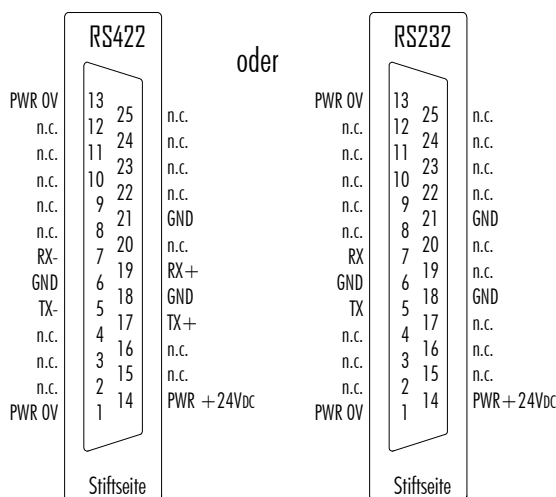 RS422
PWR 0V 13
25 n.c.
n.c. 12
24 n.c.
n.c. 11
23 n.c.
n.c. 10
22 n.c.
n.c. 9
21 GND
n.c. 8
20 n.c.
RX- 7
19 RX+
GND 6
18 GND
TX- 5
17 TX+
n.c. 4
16 n.c.
n.c. 3
15 n.c.
n.c. 2
14 PWR +24VDC
PWR 0V 1
Stiftseite
oder
RS232
PWR 0V 13
25 n.c.
n.c. 12
24 n.c.
n.c. 11
23 n.c.
n.c. 10
22 n.c.
n.c. 9
21 GND
n.c. 8
20 n.c.
RX 7
19 n.c.
GND 6
18 GND
TX 5
17 n.c.
n.c. 4
16 n.c.
n.c. 3
15 n.c.
n.c. 2
14 PWR+24VDC
PWR 0V 1
Stiftseite